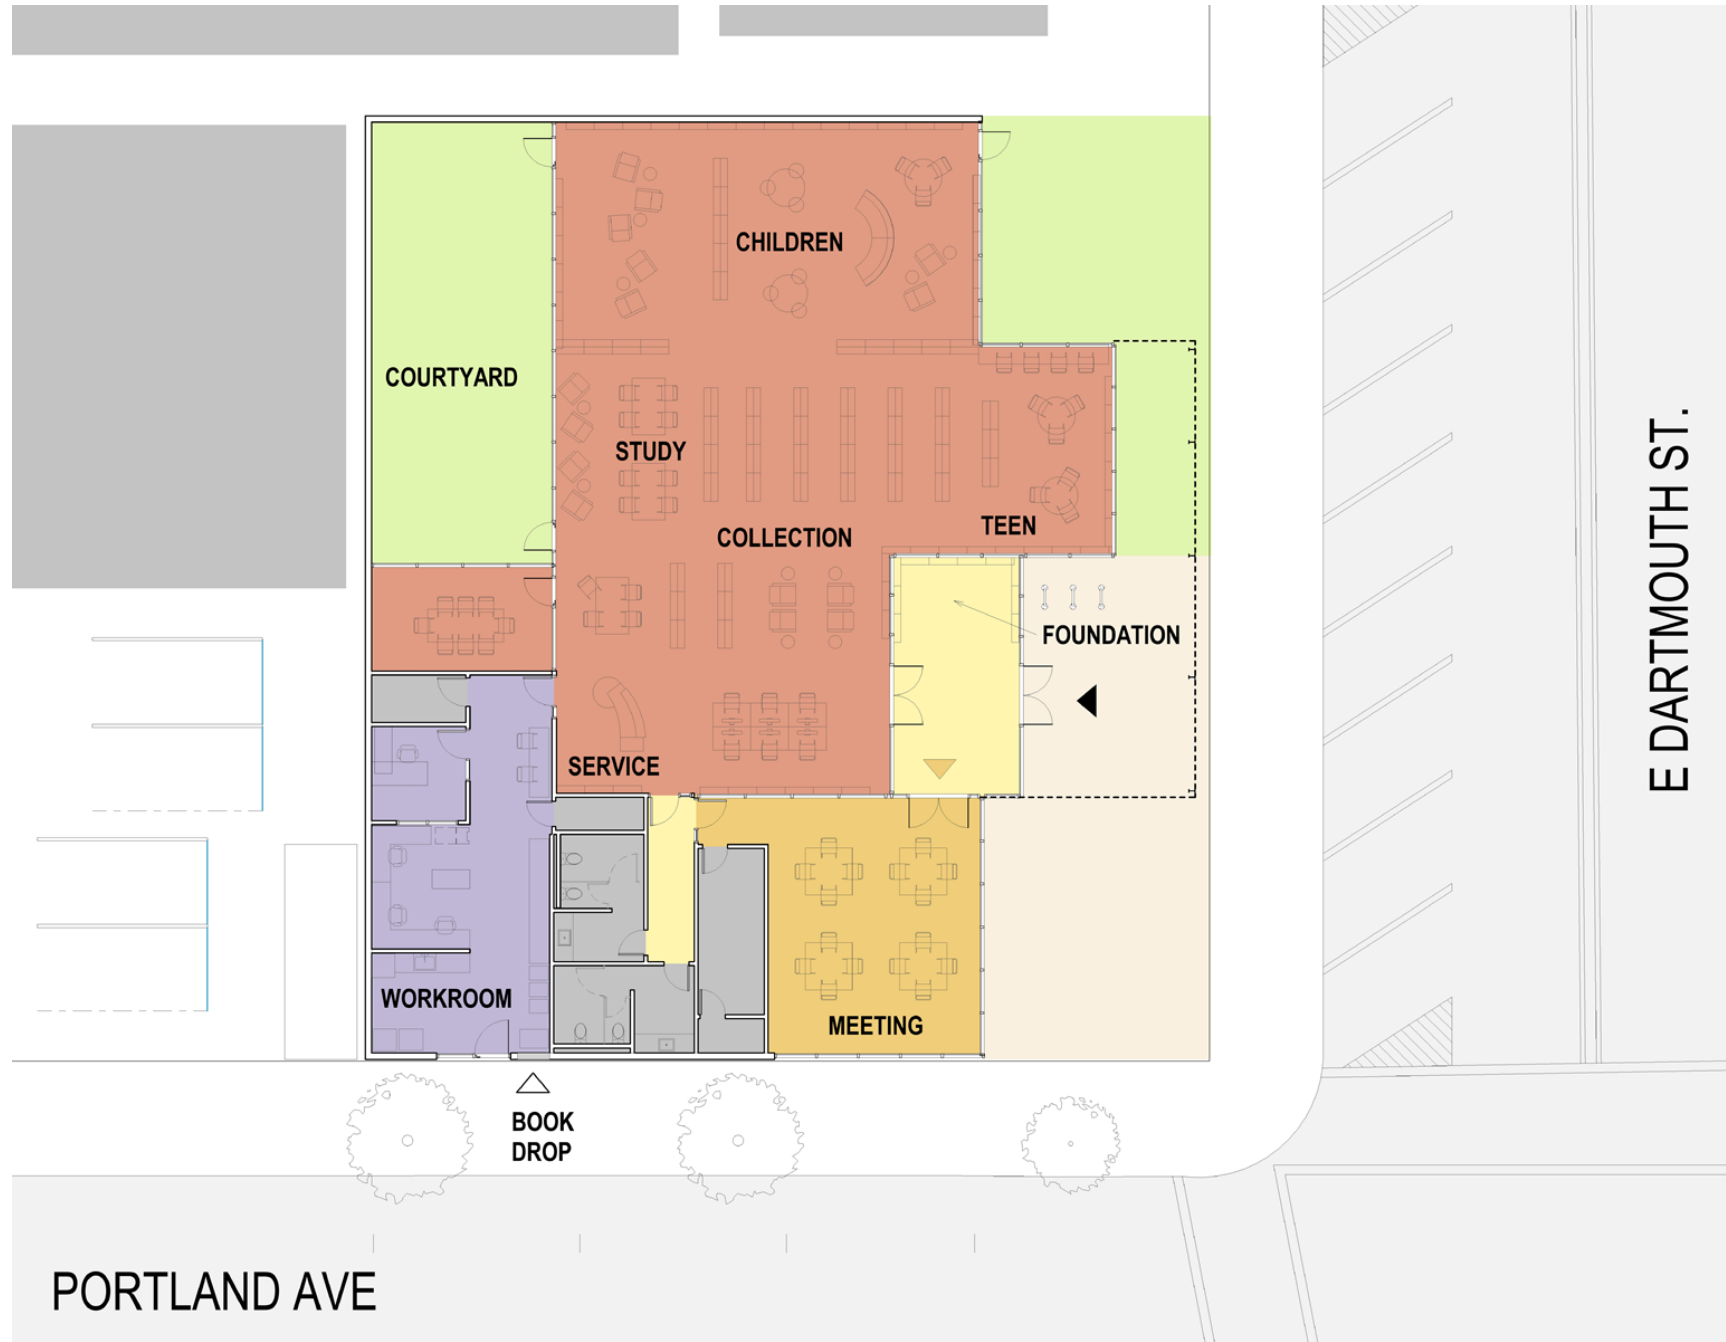 CHILDREN
COURTYARD
STUDY
COLLECTION
TEEN
FOUNDATION
SERVICE
WORKROOM
MEETING
BOOK
DROP
E DARTMOUTH ST.
PORTLAND AVE